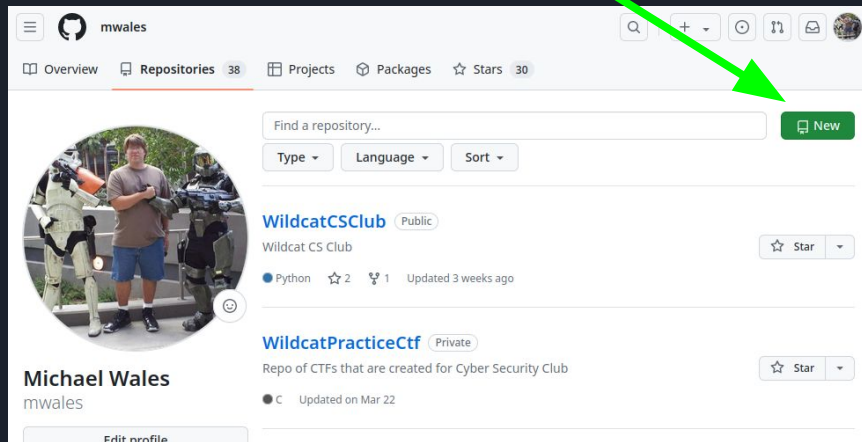 mwales
Overview Repositories 38 Projects Packages Stars 30
Find a repository...
New
Type Language Sort
WildcatCSClub Public
Wildcat CS Club
Star
Python 2 1 Updated 3 weeks ago
WildcatPracticeCtf Private
Repo of CTFs that are created for Cyber Security Club
Star
C Updated on Mar 22
Michael Wales
mwales
Edit profile